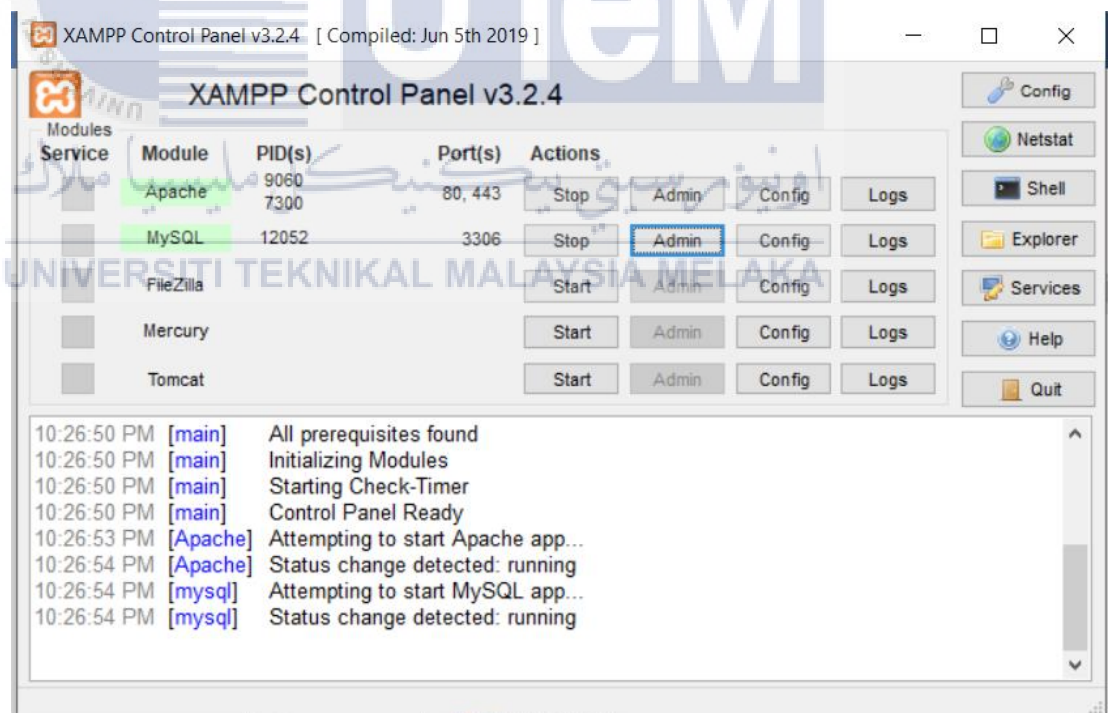 UTeM
XAMPP Control Panel v3.2.4 [ Compiled: Jun 5th 2019 ]
XAMPP Control Panel v3.2.4
Config
Modules
Service Module PID(s) Port(s) Actions
Netstat
Apache 9060 7300 80, 443 Stop Admin Config Logs
Shell
اونيۏرسيتي تيكنيكل مليسيا ملاك
MySQL 12052 3306 Stop Admin Config Logs
Explorer
UNIVERSITI TEKNIKAL MALAYSIA MELAKA
FileZilla Start Admin Config Logs
Services
Mercury Start Admin Config Logs
Help
Tomcat Start Admin Config Logs
Quit
10:26:50 PM [main] All prerequisites found
10:26:50 PM [main] Initializing Modules
10:26:50 PM [main] Starting Check-Timer
10:26:50 PM [main] Control Panel Ready
10:26:53 PM [Apache] Attempting to start Apache app...
10:26:54 PM [Apache] Status change detected: running
10:26:54 PM [mysql] Attempting to start MySQL app...
10:26:54 PM [mysql] Status change detected: running